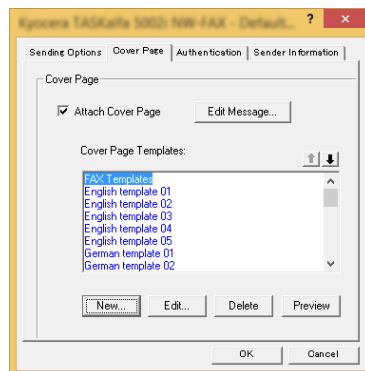 Kyocera TASKalfa 5002i NW-FAX - Default...
?
Sending Options Cover Page Authentication Sender Information
Cover Page
Attach Cover Page Edit Message...
Cover Page Templates:
FAX Templates
English template 01
English template 02
English template 03
English template 04
English template 05
German template 01
German template 02
New... Edit... Delete Preview
OK Cancel